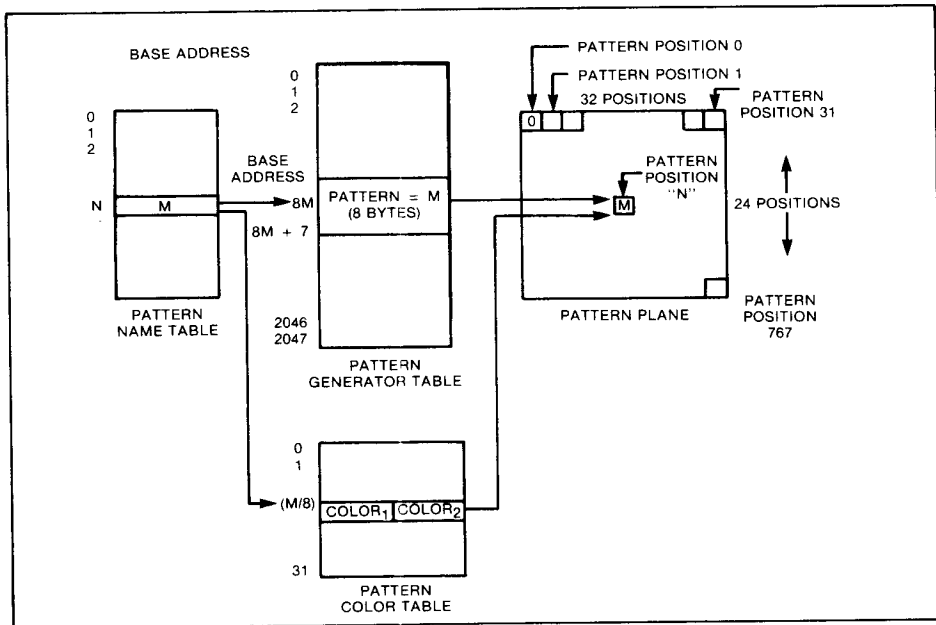 BASE ADDRESS
0
1
2
N
M
PATTERN
NAME TABLE
0
1
2
BASE
ADDRESS
8M
8M + 7
PATTERN = M
(8 BYTES)
2046
2047
PATTERN
GENERATOR TABLE
0
1
(M/8)
COLOR1 COLOR2
31
PATTERN
COLOR TABLE
PATTERN POSITION 0
PATTERN POSITION 1
32 POSITIONS
PATTERN
POSITION 31
0
PATTERN
POSITION
"N"
M
24 POSITIONS
PATTERN PLANE
PATTERN
POSITION
767